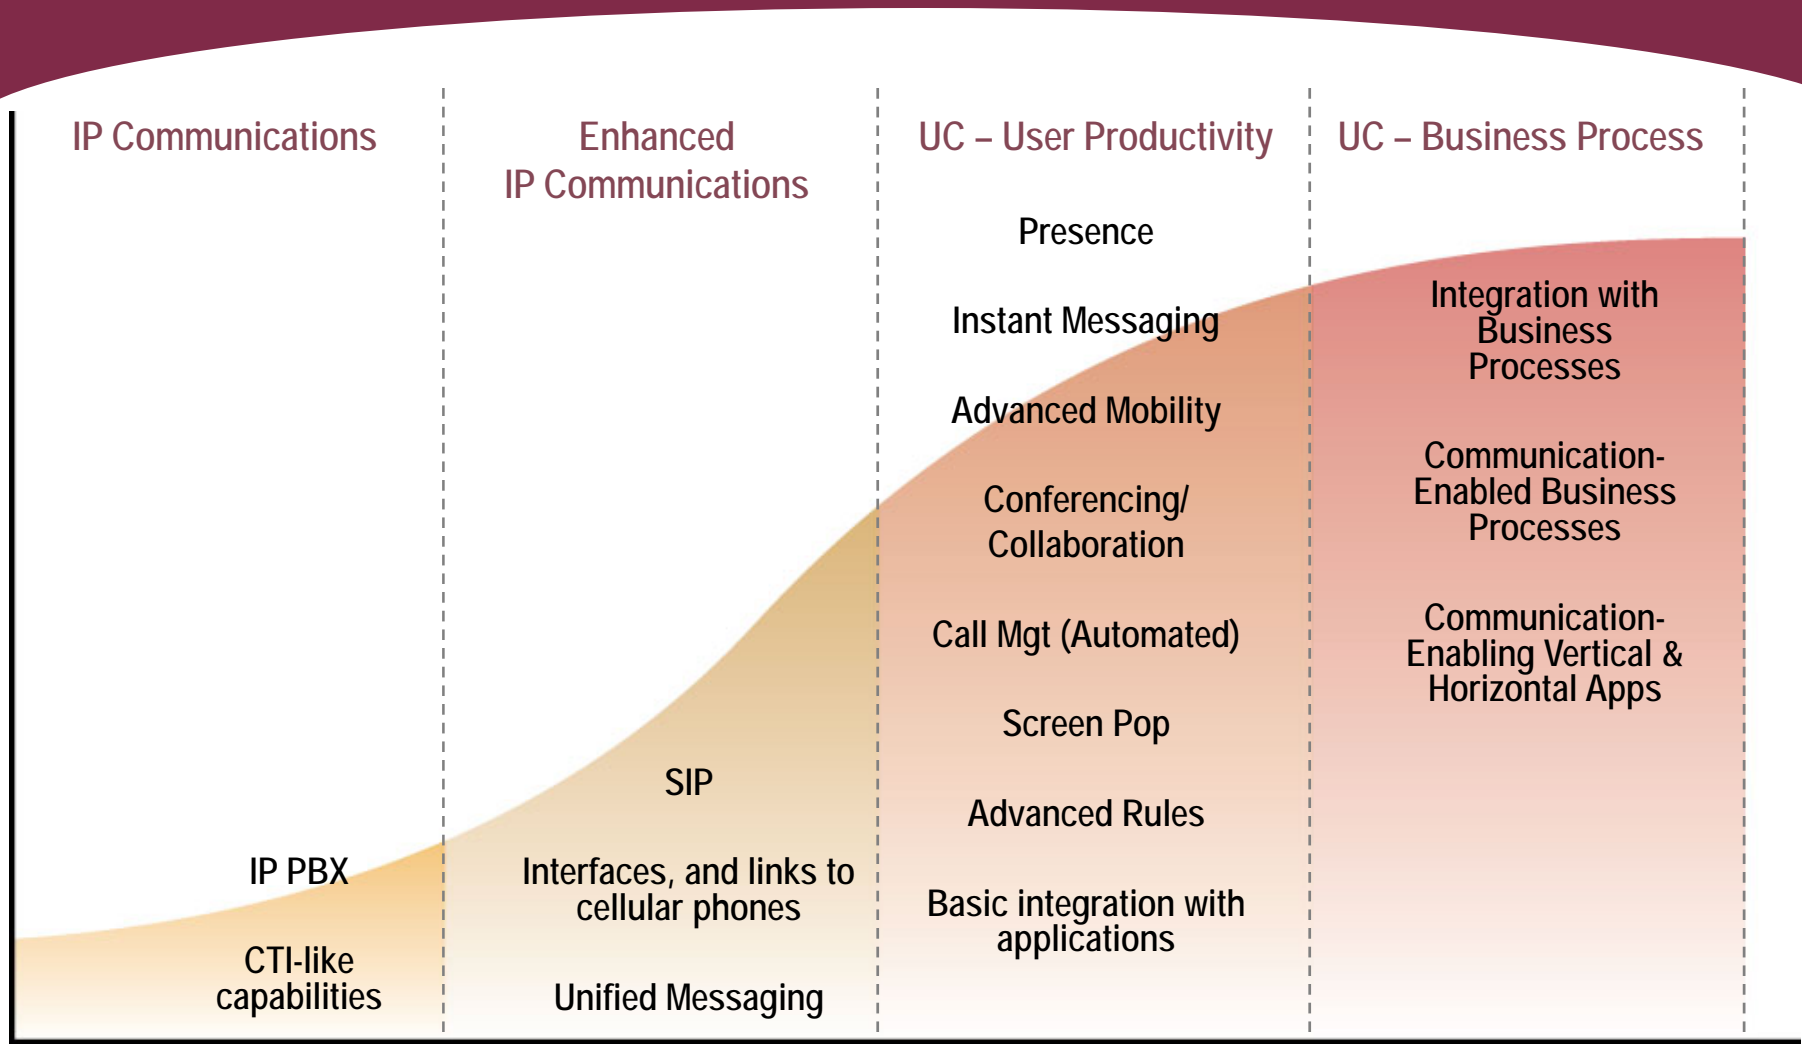 IP Communications
Enhanced
IP Communications
UC – User Productivity
UC – Business Process
IP PBX
CTI-like
capabilities
SIP
Interfaces, and links to
cellular phones
Unified Messaging
Presence
Instant Messaging
Advanced Mobility
Conferencing/
Collaboration
Call Mgt (Automated)
Screen Pop
Advanced Rules
Basic integration with
applications
Integration with
Business
Processes
Communication-
Enabled Business
Processes
Communication-
Enabling Vertical &
Horizontal Apps